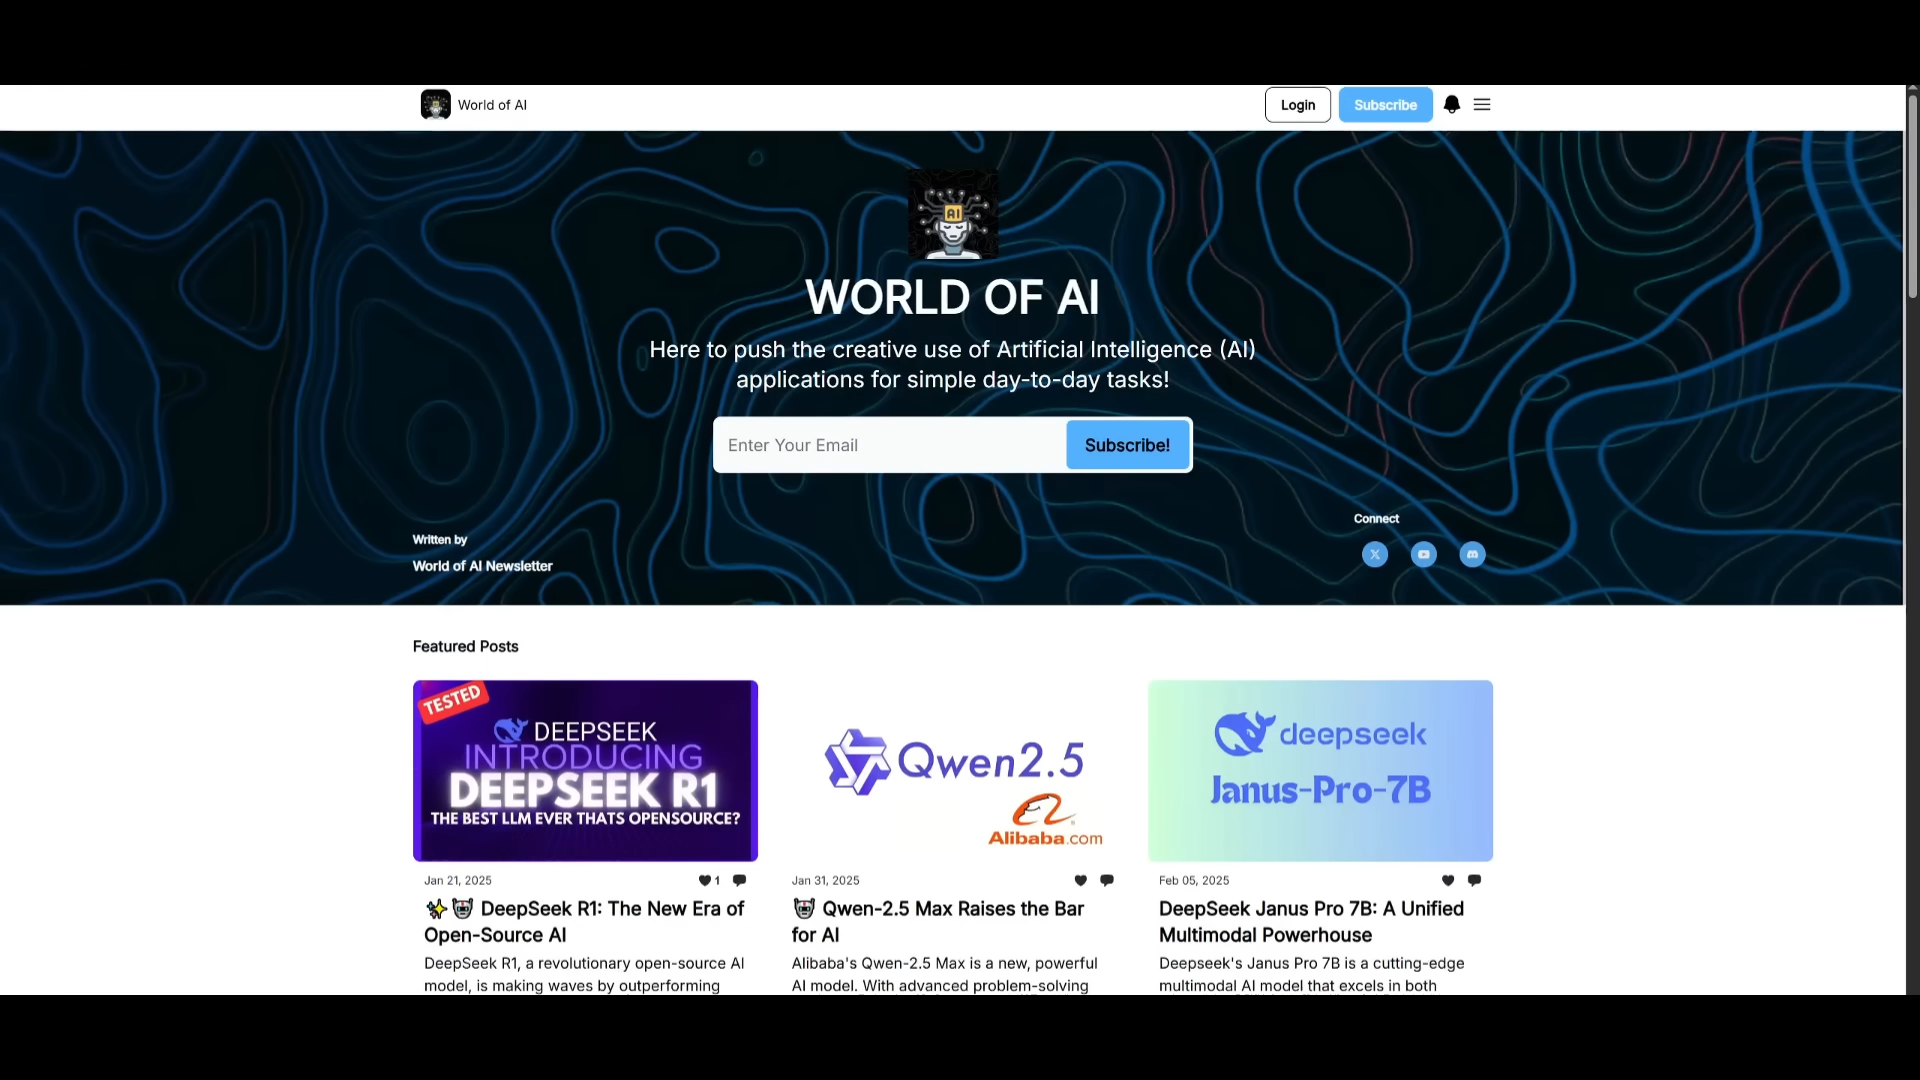 World of AI
Login
Subscribe
AI
WORLD OF AI
Here to push the creative use of Artificial Intelligence (AI)
applications for simple day-to-day tasks!
Enter Your Email
Subscribe!
Connect
Written by
World of AI Newsletter
Featured Posts
TESTED
DEEPSEEK
INTRODUCING
DEEPSEEK R1
THE BEST LLM EVER THATS OPENSOURCE?
Jan 21, 2025
1
DeepSeek R1: The New Era of
Open-Source AI
DeepSeek R1, a revolutionary open-source AI
model, is making waves by outperforming
Qwen2.5
Alibaba.com
Jan 31, 2025
Qwen-2.5 Max Raises the Bar
for AI
Alibaba's Qwen-2.5 Max is a new, powerful
AI model. With advanced problem-solving
deepseek
Janus-Pro-7B
Feb 05, 2025
DeepSeek Janus Pro 7B: A Unified
Multimodal Powerhouse
Deepseek's Janus Pro 7B is a cutting-edge
multimodal AI model that excels in both